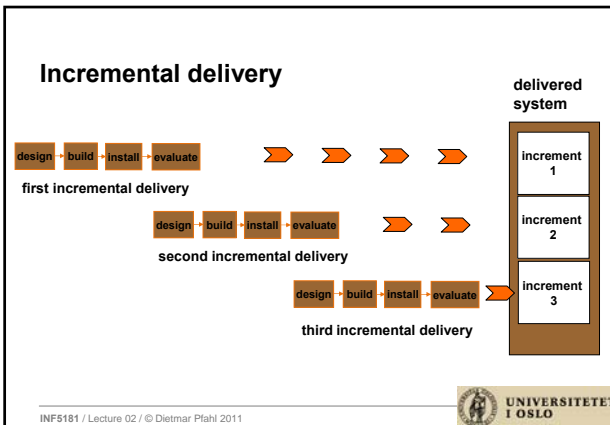 Incremental delivery
delivered
system
design build install evaluate
first incremental delivery
increment
1
design build install evaluate
second incremental delivery
increment
2
design build install evaluate
third incremental delivery
increment
3
INF5181 / Lecture 02 / © Dietmar Pfahl 2011
UNIVERSITETET
I OSLO